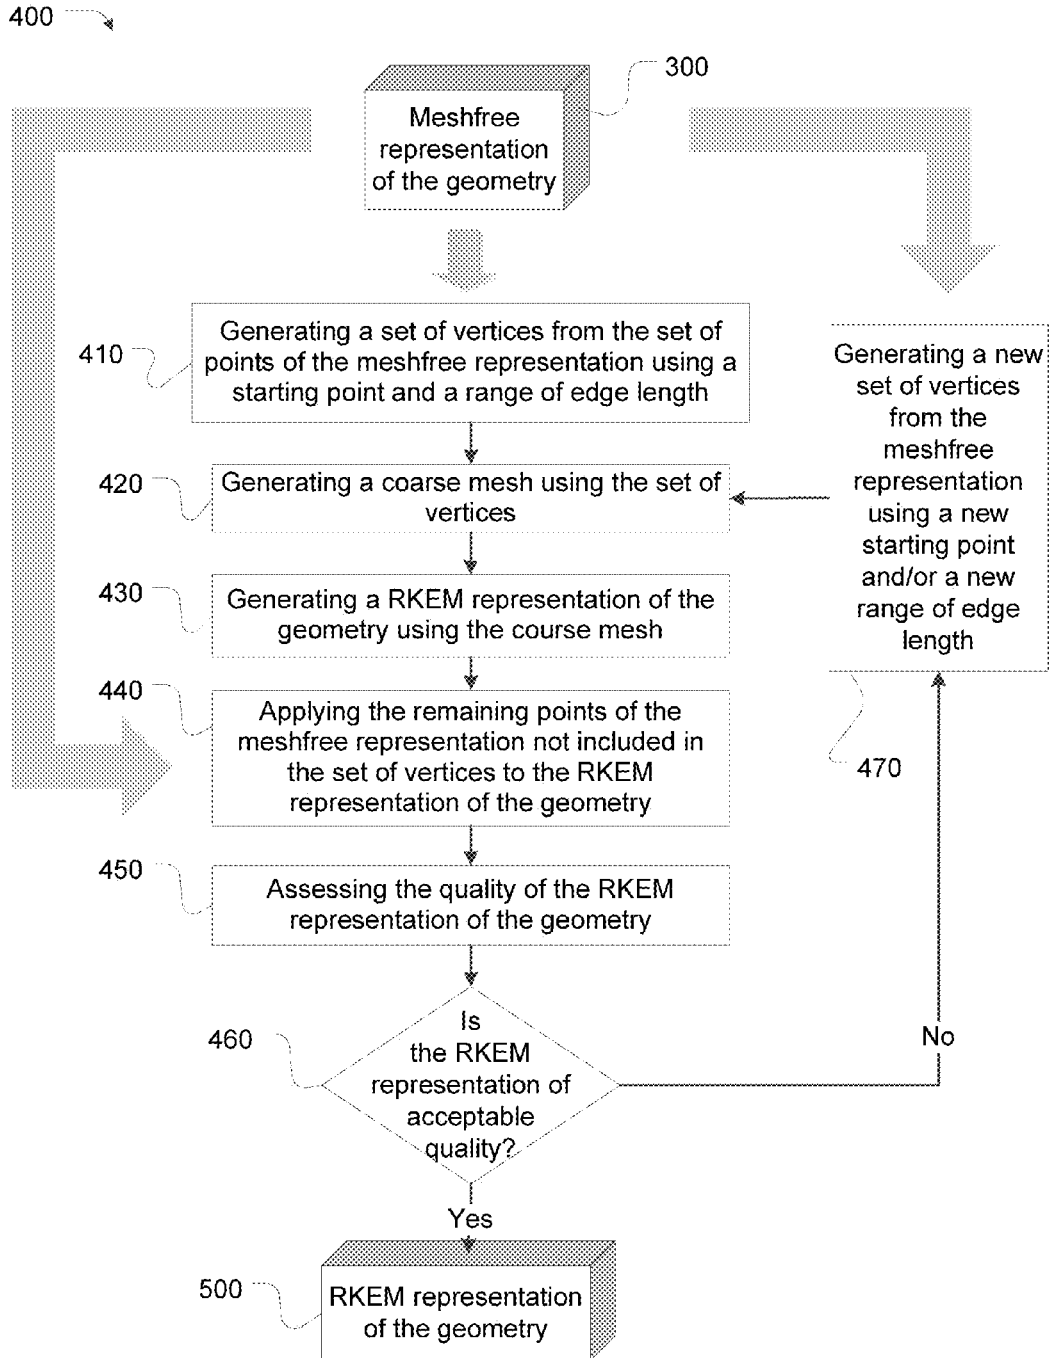 400
300
Meshfree
representation
of the geometry
410
Generating a set of vertices from the set of
points of the meshfree representation using a
starting point and a range of edge length
Generating a new
set of vertices
from the
meshfree
representation
using a new
starting point
and/or a new
range of edge
length
420
Generating a coarse mesh using the set of
vertices
430
Generating a RKEM representation of the
geometry using the course mesh
440
Applying the remaining points of the
meshfree representation not included in
the set of vertices to the RKEM
representation of the geometry
470
450
Assessing the quality of the RKEM
representation of the geometry
460
Is
the RKEM
representation of
acceptable
quality?
No
Yes
500
RKEM representation
of the geometry